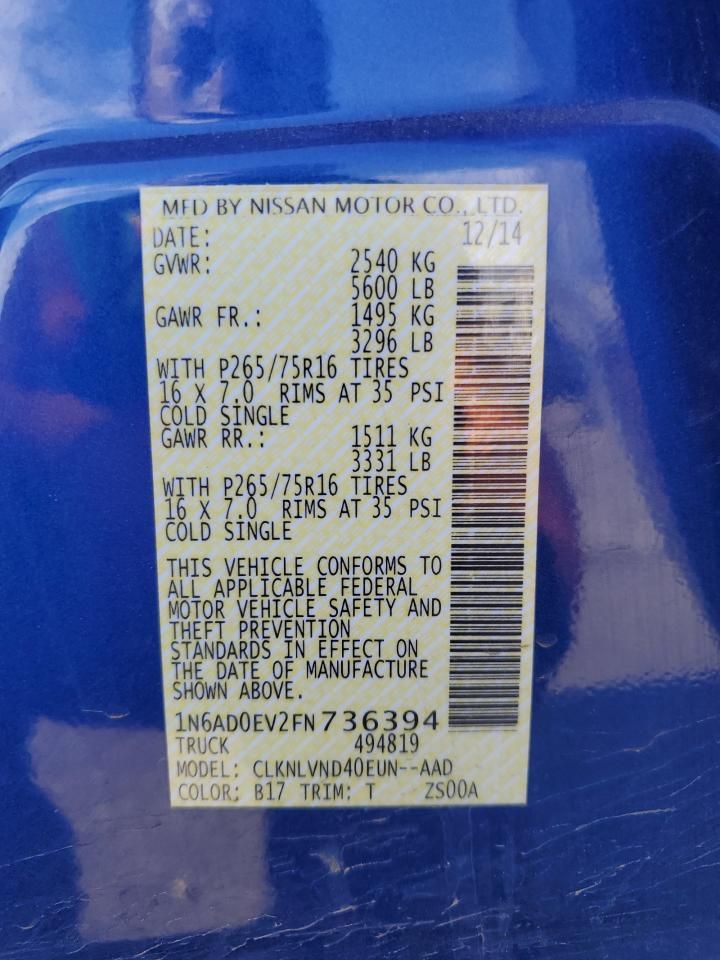 MFD BY NISSAN MOTOR CO., LTD.
DATE: 12/14
GVWR: 2540 KG
5600 LB
GAWR FR.: 1495 KG
3296 LB
WITH P265/75R16 TIRES
16 X 7.0 RIMS AT 35 PSI
COLD SINGLE
GAWR RR.: 1511 KG
3331 LB
WITH P265/75R16 TIRES
16 X 7.0 RIMS AT 35 PSI
COLD SINGLE
THIS VEHICLE CONFORMS TO
ALL APPLICABLE FEDERAL
MOTOR VEHICLE SAFETY AND
THEFT PREVENTION
STANDARDS IN EFFECT ON
THE DATE OF MANUFACTURE
SHOWN ABOVE.
1N6AD0EV2FN736394
TRUCK 494819
MODEL: CLKNLVND40EUN--AAD
COLOR: B17 TRIM: T ZS00A